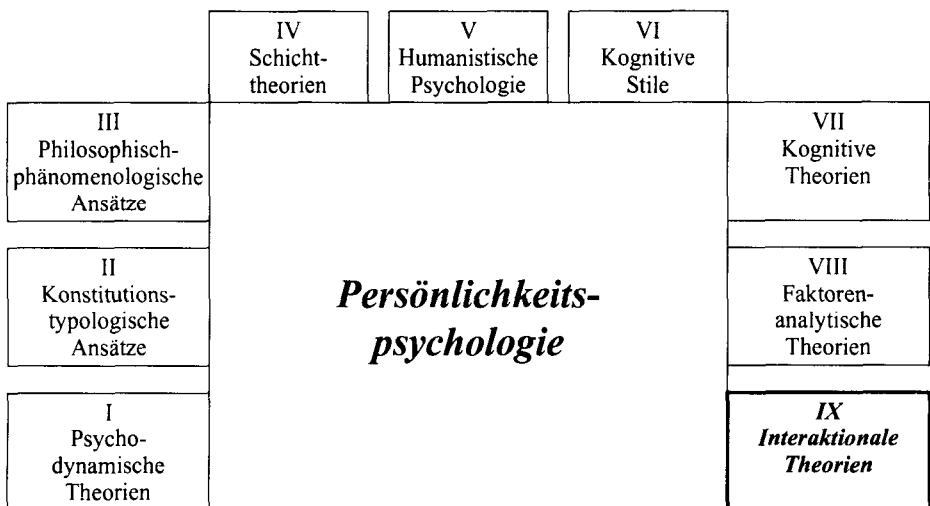 IV
Schicht-
theorien
V
Humanistische
Psychologie
VI
Kognitive
Stile
III
Philosophisch-
phänomenologische
Ansätze
VII
Kognitive
Theorien
II
Konstitutions-
typologische
Ansätze
Persönlichkeits-
psychologie
VIII
Faktoren-
analytische
Theorien
I
Psycho-
dynamische
Theorien
IX
Interaktionale
Theorien